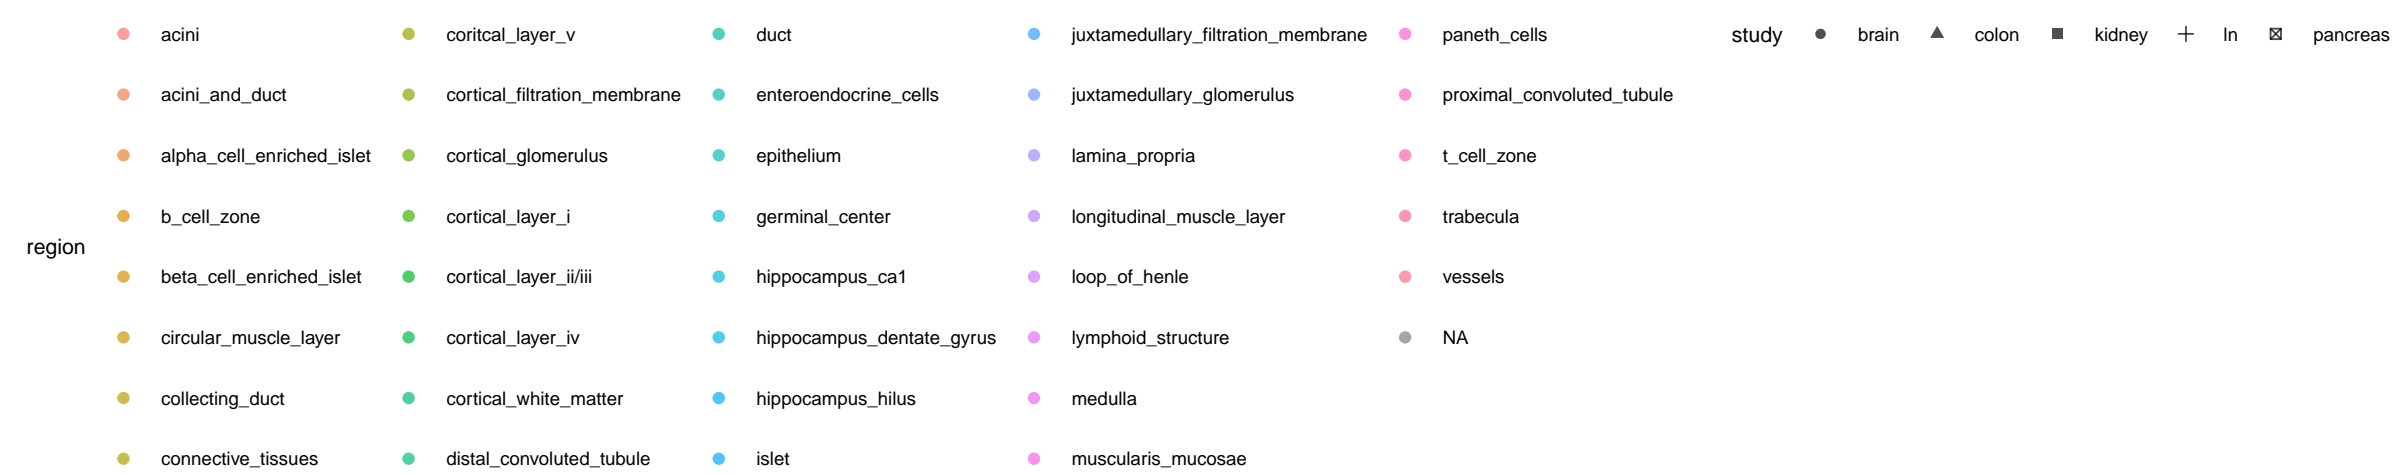 acini coritcal_layer_v duct juxtamedullary_filtration_membrane paneth_cells study brain colon kidney ln pancreas
acini_and_duct cortical_filtration_membrane enteroendocrine_cells juxtamedullary_glomerulus proximal_convoluted_tubule
alpha_cell_enriched_islet cortical_glomerulus epithelium lamina_propria t_cell_zone
b_cell_zone cortical_layer_i germinal_center longitudinal_muscle_layer trabecula
region
beta_cell_enriched_islet cortical_layer_ii/iii hippocampus_ca1 loop_of_henle vessels
circular_muscle_layer cortical_layer_iv hippocampus_dentate_gyrus lymphoid_structure NA
collecting_duct cortical_white_matter hippocampus_hilus medulla
connective_tissues distal_convoluted_tubule islet muscularis_mucosae